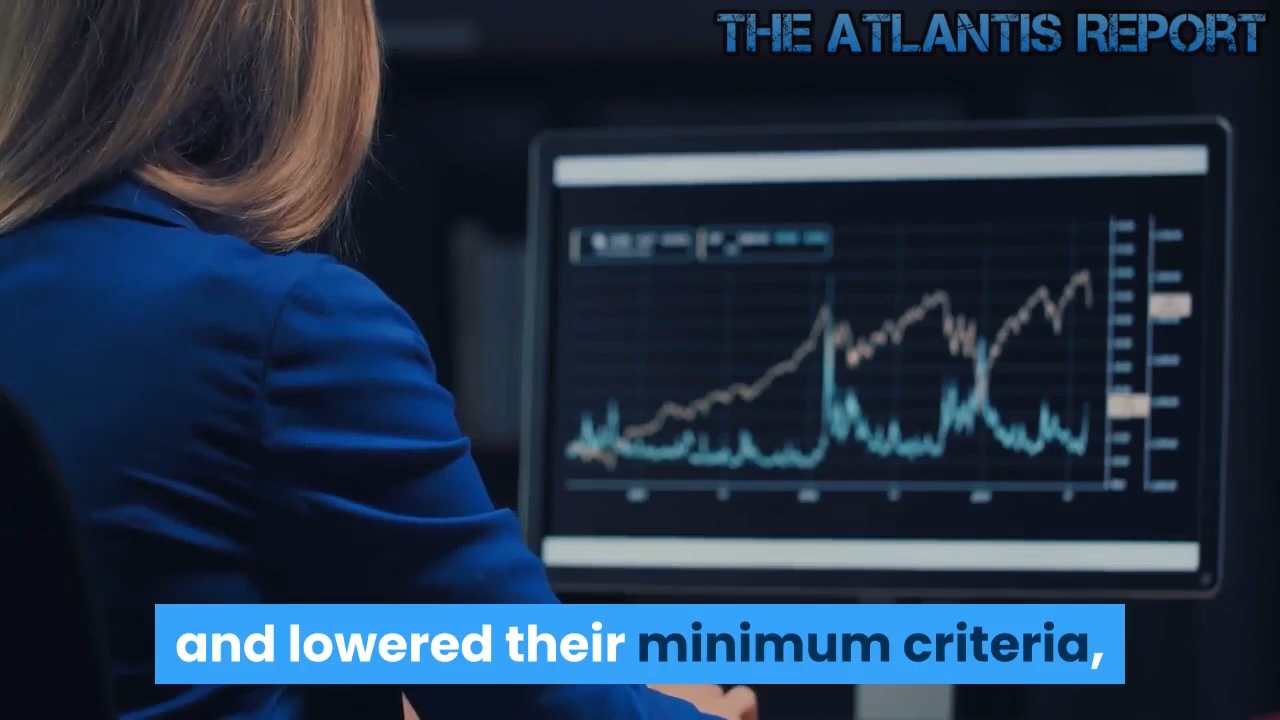 THE ATLANTIS REPORT
and lowered their minimum criteria,